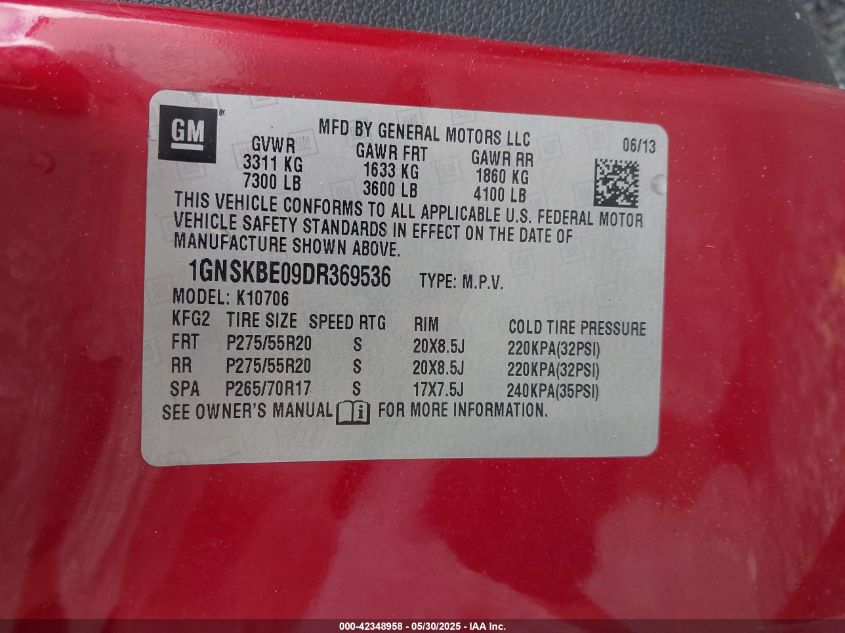 GM®
MFD BY GENERAL MOTORS LLC
06/13
GVWR GAWR FRT GAWR RR
3311 KG 1633 KG 1860 KG
7300 LB 3600 LB 4100 LB
THIS VEHICLE CONFORMS TO ALL APPLICABLE U.S. FEDERAL MOTOR
VEHICLE SAFETY STANDARDS IN EFFECT ON THE DATE OF
MANUFACTURE SHOWN ABOVE.
1GNSKBE09DR369536 TYPE: M.P.V.
MODEL: K10706
KFG2 TIRE SIZE SPEED RTG RIM COLD TIRE PRESSURE
FRT P275/55R20 S 20X8.5J 220KPA(32PSI)
RR P275/55R20 S 20X8.5J 220KPA(32PSI)
SPA P265/70R17 S 17X7.5J 240KPA(35PSI)
SEE OWNER'S MANUAL i FOR MORE INFORMATION.
000-42348958 - 05/30/2025 - IAA Inc.